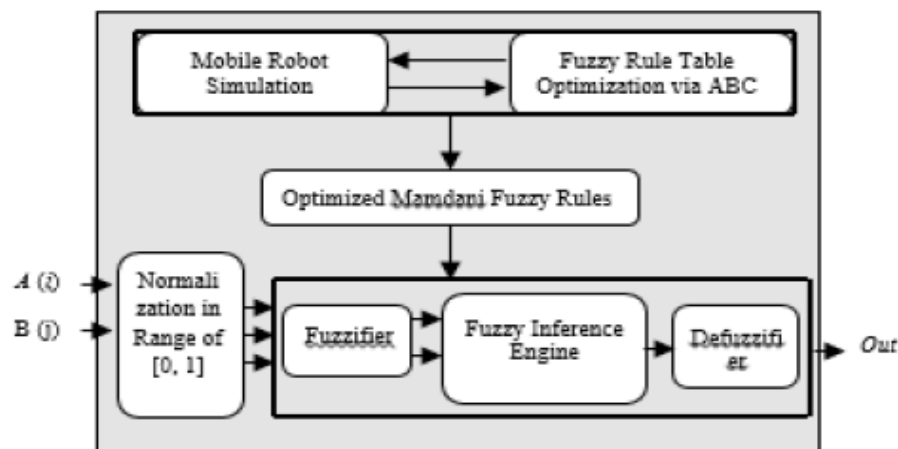 Mobile Robot
Simulation
Fuzzy Rule Table
Optimization via ABC
Optimized Mamdani Fuzzy Rules
A (i)
B (j)
Normali
zation in
Range of
[0, 1]
Fuzzifier
Fuzzy Inference
Engine
Defuzzifi
er
Out